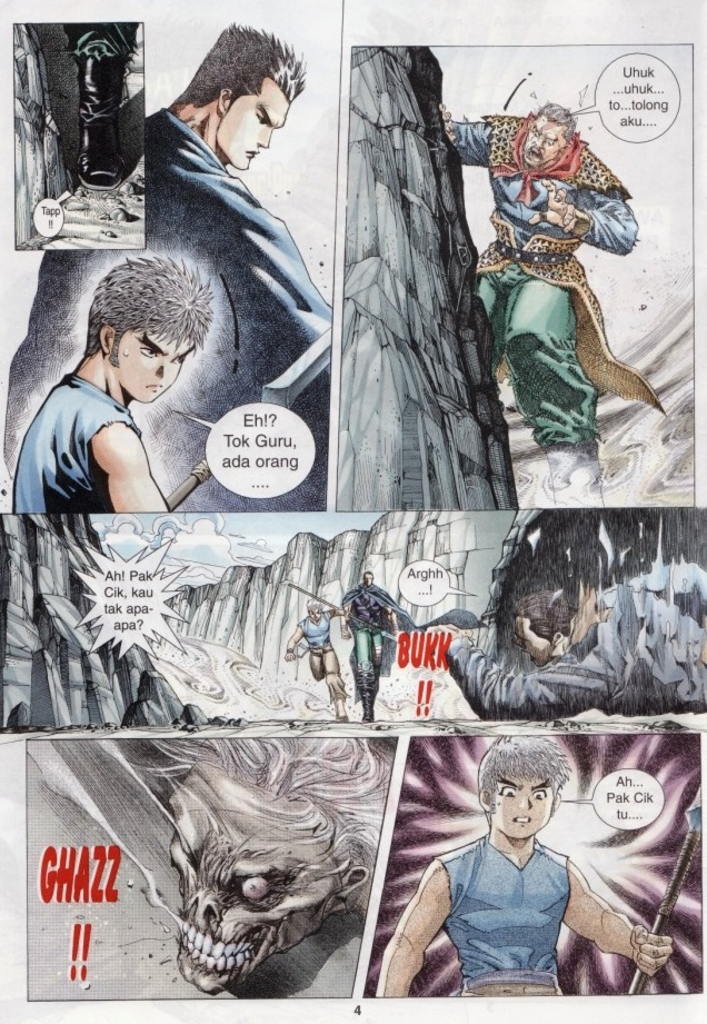 Tapp
!!
Eh!?
Tok Guru,
ada orang
....
Uhuk
...uhuk...
to...tolong
aku....
Ah! Pak
Cik, kau
tak apa-
apa?
Arghh
...!
BUKK
!!
GHAZZ
!!
Ah...
Pak Cik
tu....
4